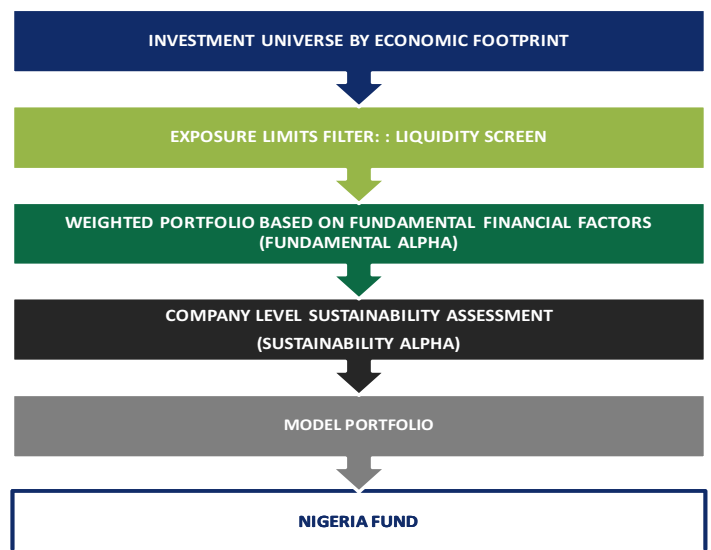 INVESTMENT UNIVERSE BY ECONOMIC FOOTPRINT
EXPOSURE LIMITS FILTER: : LIQUIDITY SCREEN
WEIGHTED PORTFOLIO BASED ON FUNDAMENTAL FINANCIAL FACTORS
(FUNDAMENTAL ALPHA)
COMPANY LEVEL SUSTAINABILITY ASSESSMENT
(SUSTAINABILITY ALPHA)
MODEL PORTFOLIO
NIGERIA FUND